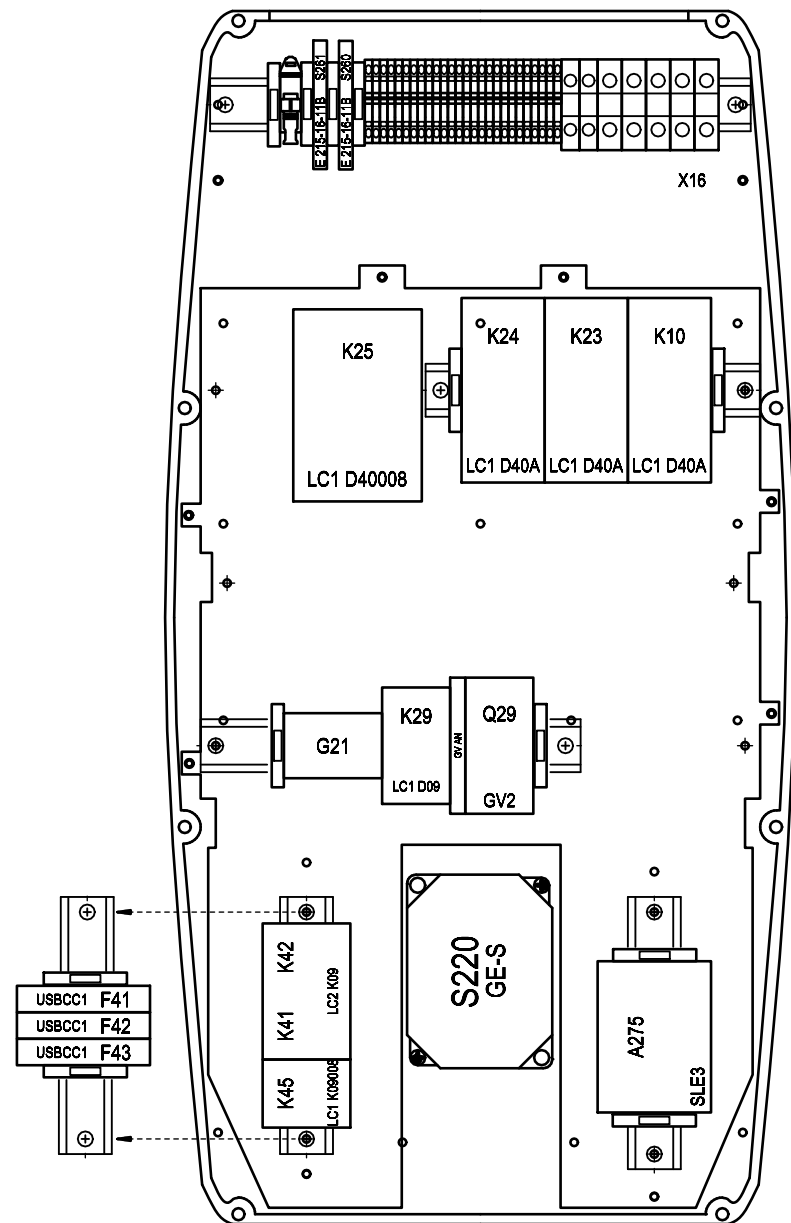 E 215-16-11B S261
E 215-16-11B S260
X16
K25
LC1 D40008
K24
LC1 D40A
K23
LC1 D40A
K10
LC1 D40A
G21
K29
LC1 D09
GV AN
Q29
GV2
USBCC1 F41
USBCC1 F42
USBCC1 F43
K42
K41
LC2 K09
K45
LC1 K09008
S220
GE-S
A275
SLE3